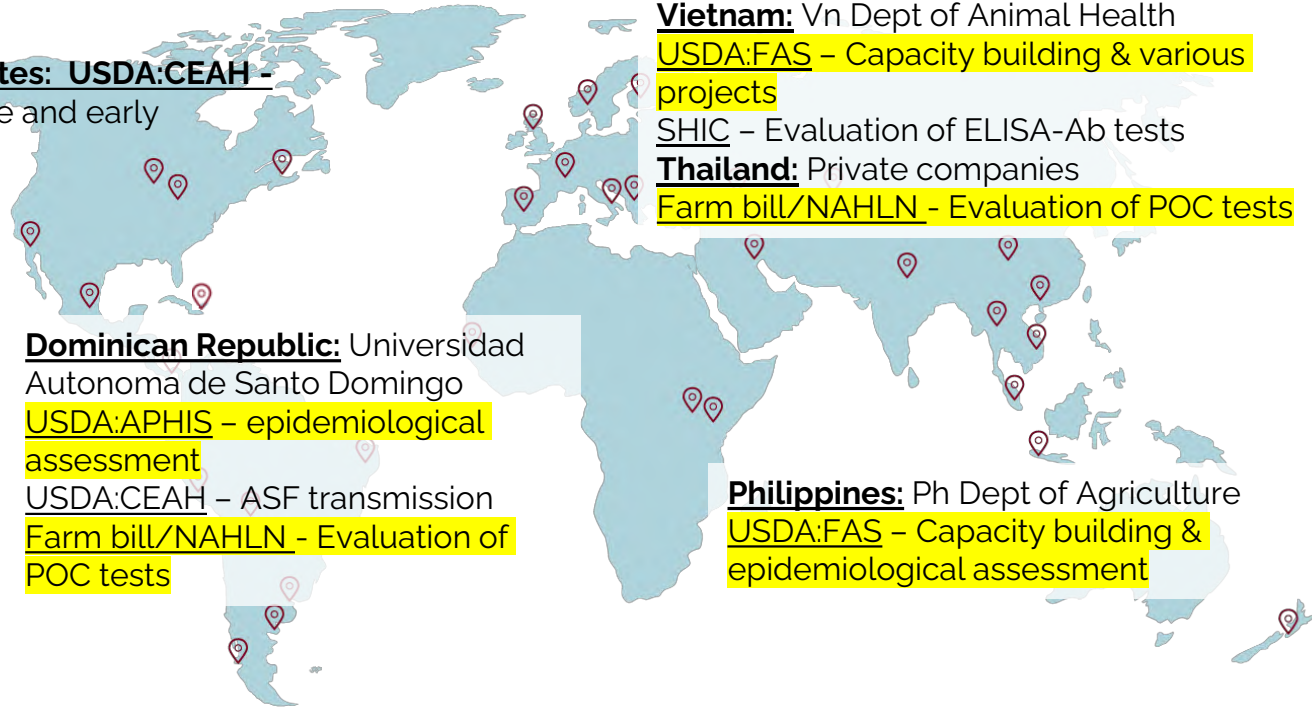 tes: USDA:CEAH -
e and early
Vietnam: Vn Dept of Animal Health
USDA:FAS – Capacity building & various
projects
SHIC – Evaluation of ELISA-Ab tests
Thailand: Private companies
Farm bill/NAHLN - Evaluation of POC tests
Dominican Republic: Universidad
Autonoma de Santo Domingo
USDA:APHIS – epidemiological
assessment
USDA:CEAH – ASF transmission
Farm bill/NAHLN - Evaluation of
POC tests
Philippines: Ph Dept of Agriculture
USDA:FAS – Capacity building &
epidemiological assessment